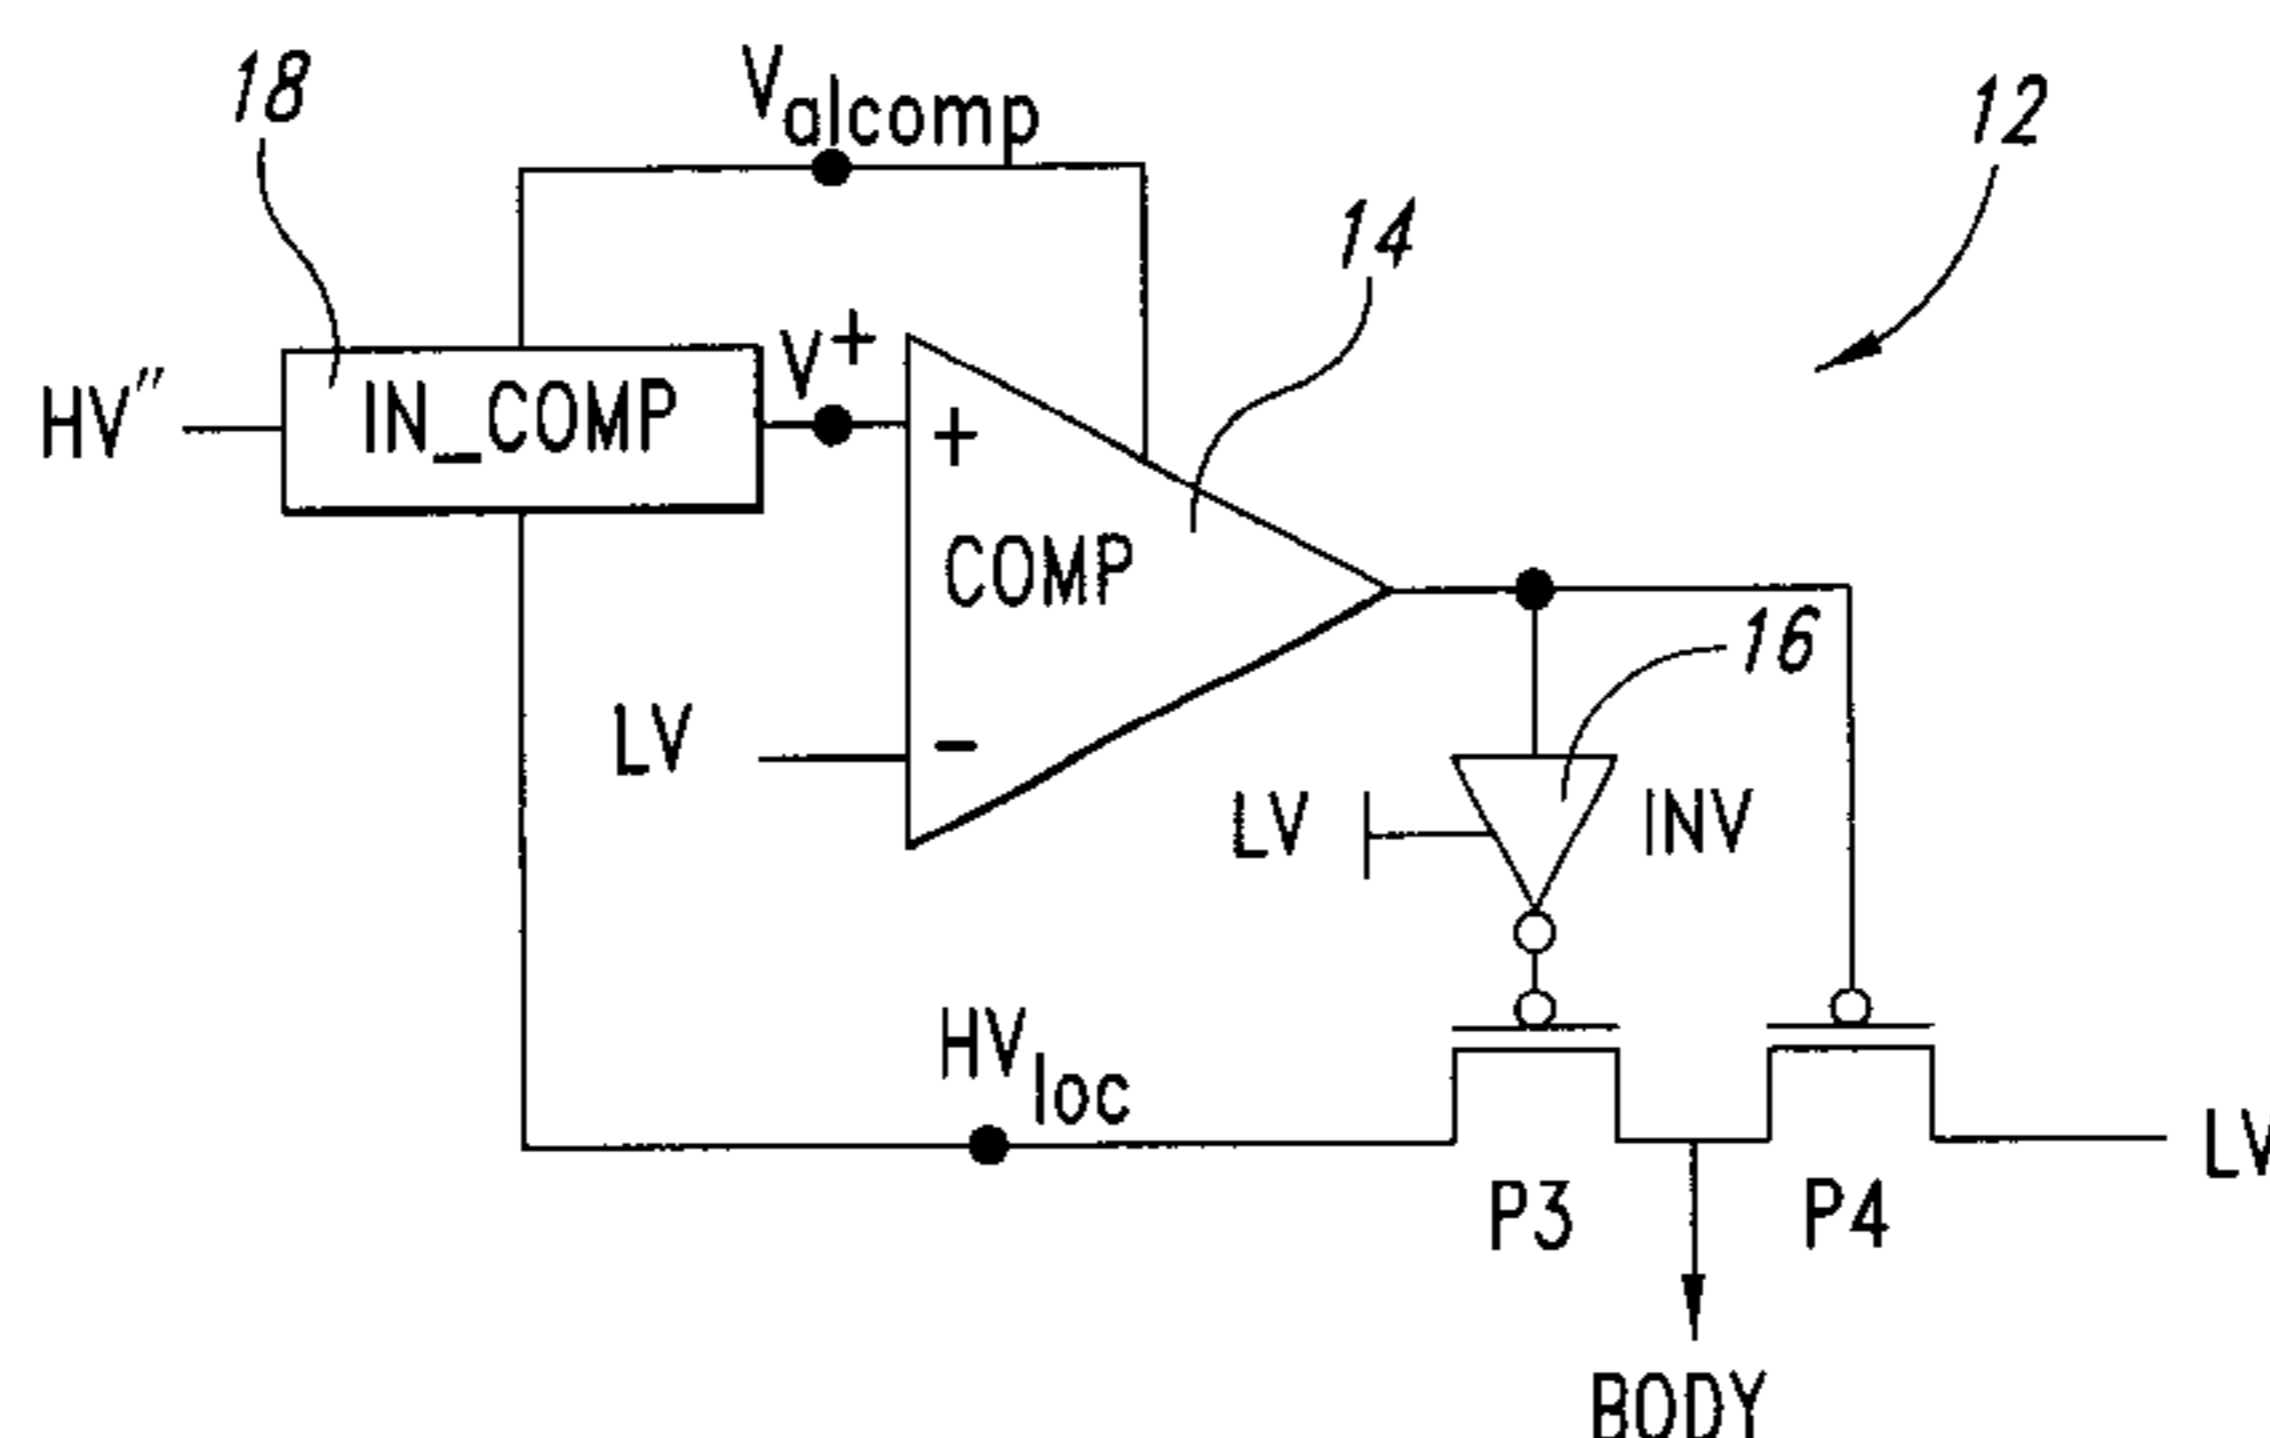 18
Valcomp
12
14
V+
HV"
IN_COMP
+
COMP
16
LV
-
LV
INV
HVloc
LV
P3
P4
BODY